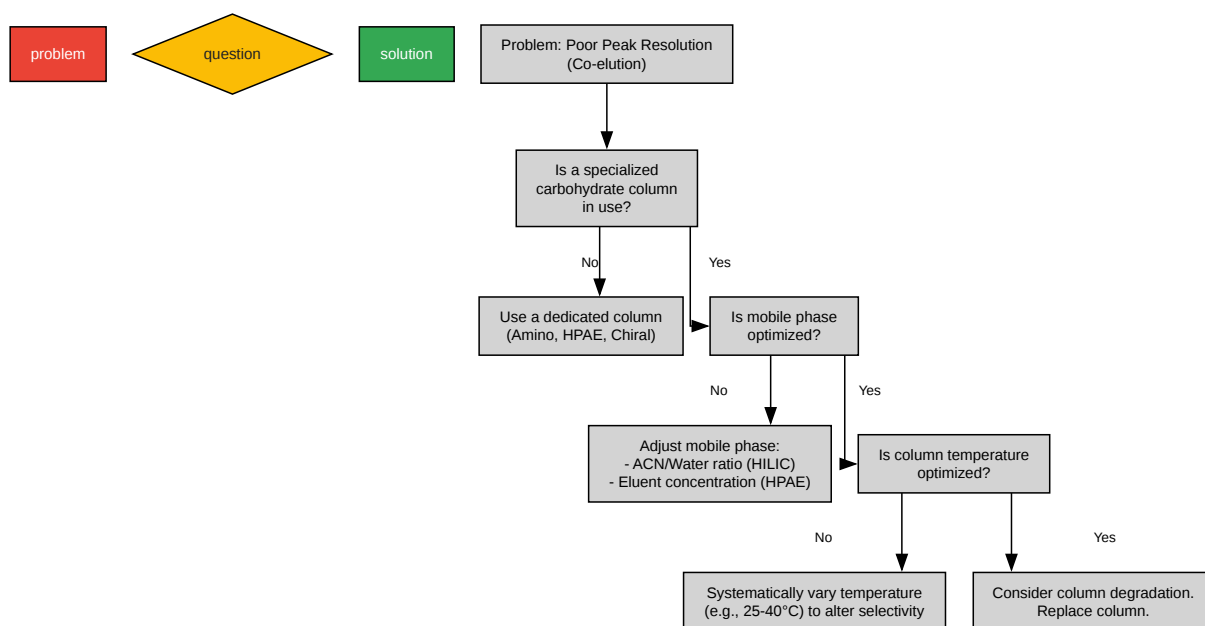 problem
question
solution
Problem: Poor Peak Resolution
(Co-elution)
Is a specialized
carbohydrate column
in use?
No
Yes
Use a dedicated column
(Amino, HPAE, Chiral)
Is mobile phase
optimized?
No
Yes
Adjust mobile phase:
- ACN/Water ratio (HILIC)
- Eluent concentration (HPAE)
Is column temperature
optimized?
No
Yes
Systematically vary temperature
(e.g., 25-40°C) to alter selectivity
Consider column degradation.
Replace column.